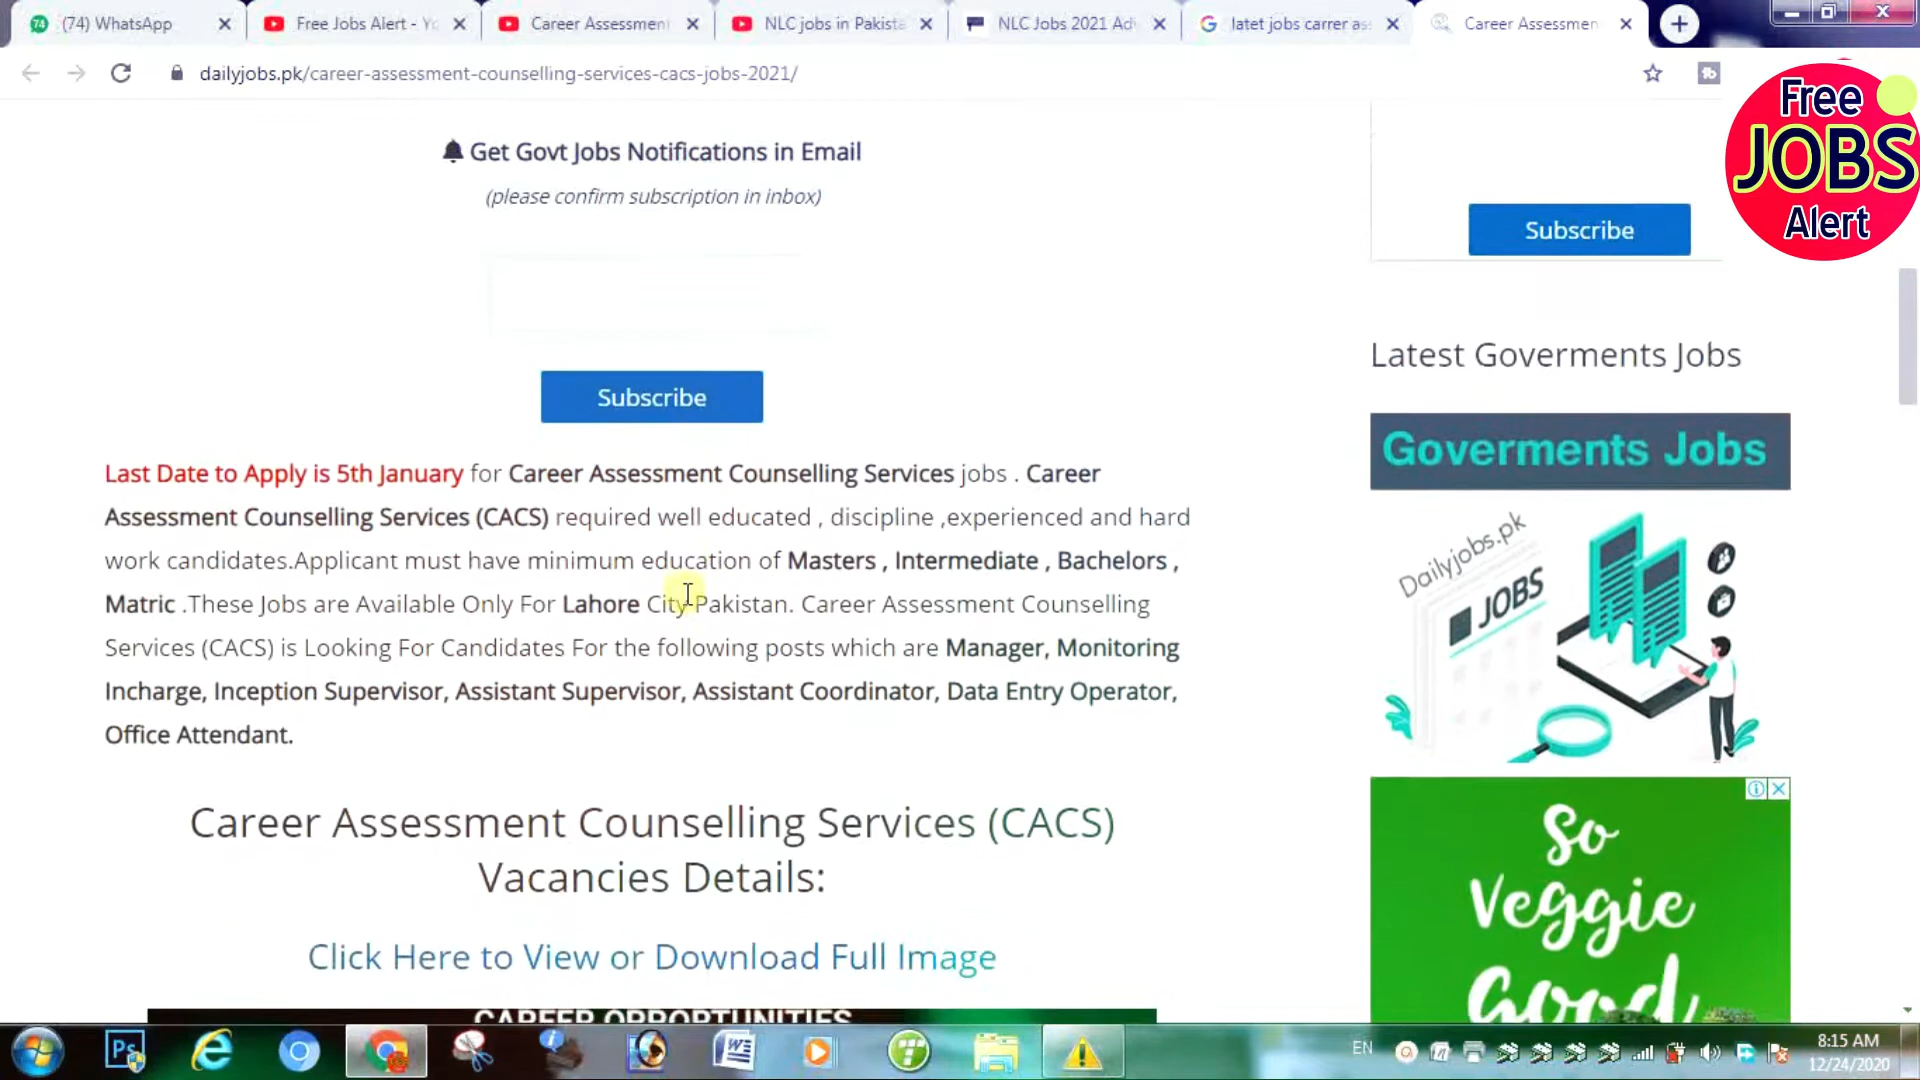 (74) WhatsApp
Free Jobs Alert - Yo
Career Assessment
NLC jobs in Pakista
NLC Jobs 2021 Adv
latet jobs carrer as
Career Assessmen
dailyjobs.pk/career-assessment-counselling-services-cacs-jobs-2021/
Free
JOBS
Alert
Get Govt Jobs Notifications in Email
(please confirm subscription in inbox)
Subscribe
Subscribe
Last Date to Apply is 5th January for Career Assessment Counselling Services jobs . Career
Assessment Counselling Services (CACS) required well educated , discipline ,experienced and hard
work candidates.Applicant must have minimum education of Masters , Intermediate , Bachelors ,
Matric .These Jobs are Available Only For Lahore City Pakistan. Career Assessment Counselling
Services (CACS) is Looking For Candidates For the following posts which are Manager, Monitoring
Incharge, Inception Supervisor, Assistant Supervisor, Assistant Coordinator, Data Entry Operator,
Office Attendant.
Career Assessment Counselling Services (CACS)
Vacancies Details:
Click Here to View or Download Full Image
CAREER OPPORTUNITIES
Latest Goverments Jobs
Goverments Jobs
Dailyjobs.pk
JOBS
So
Veggie
Good
Ps
EN
8:15 AM
12/24/2020